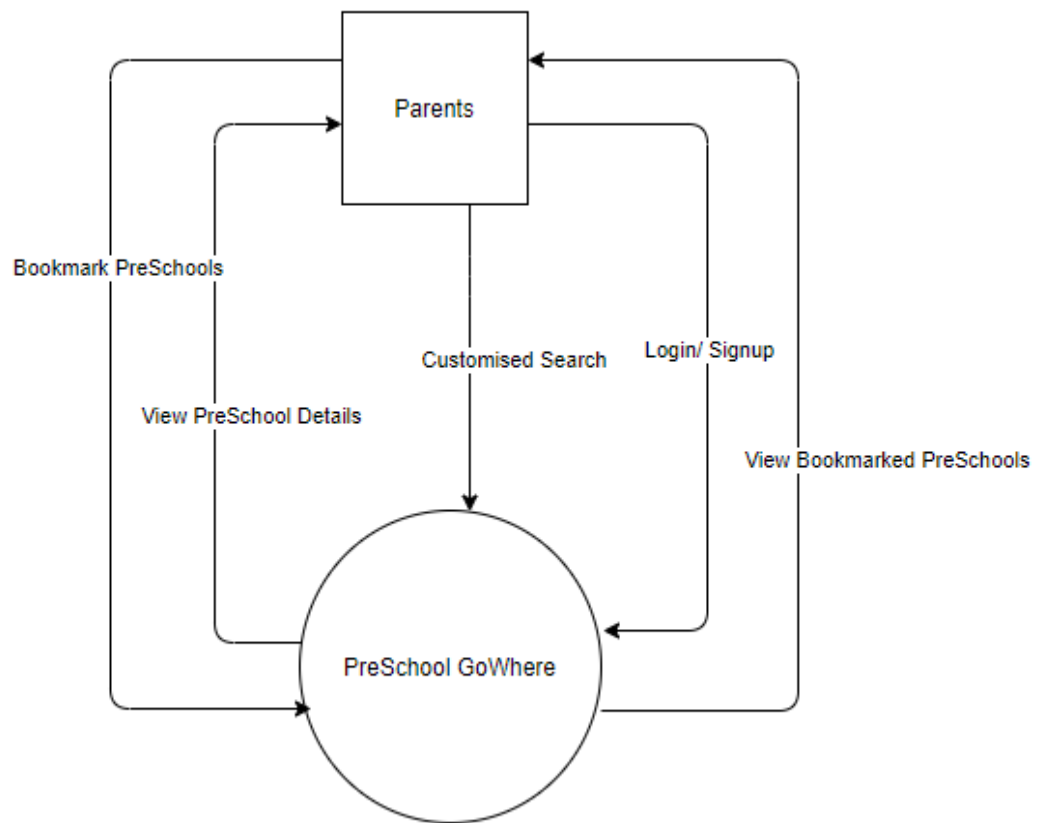 Parents
Bookmark PreSchools
Customised Search
Login/ Signup
View PreSchool Details
View Bookmarked PreSchools
PreSchool GoWhere